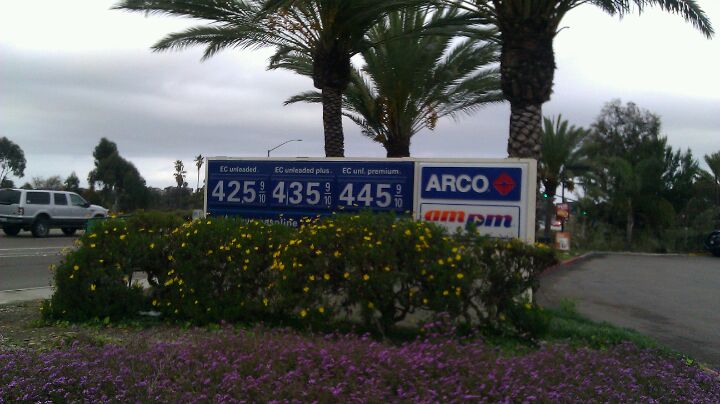 EC unleaded EC unleaded plus EC unl. premium
425 9/10 435 9/10 445 9/10
ARCO
ampm
gasoline